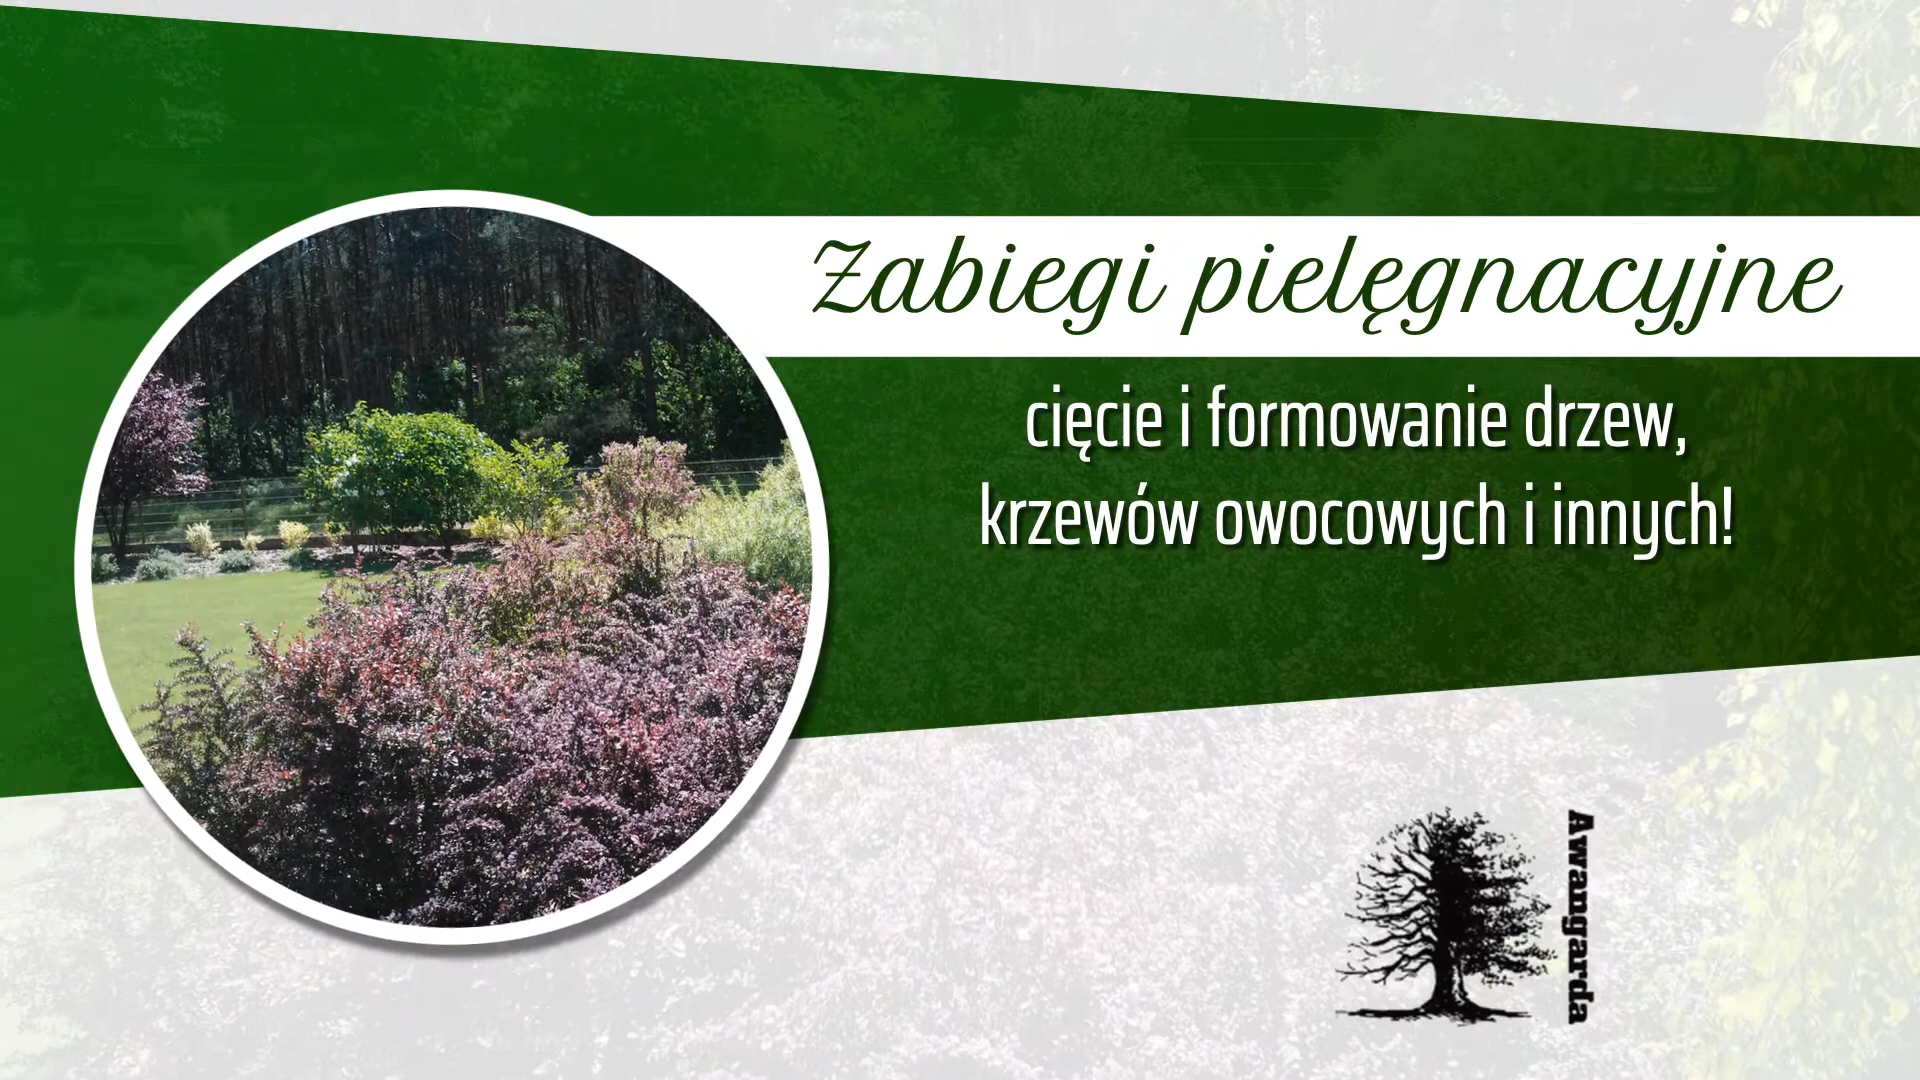 Zabiegi pielęgnacyjne
cięcie i formowanie drzew,
krzewów owocowych i innych!
Awangarda